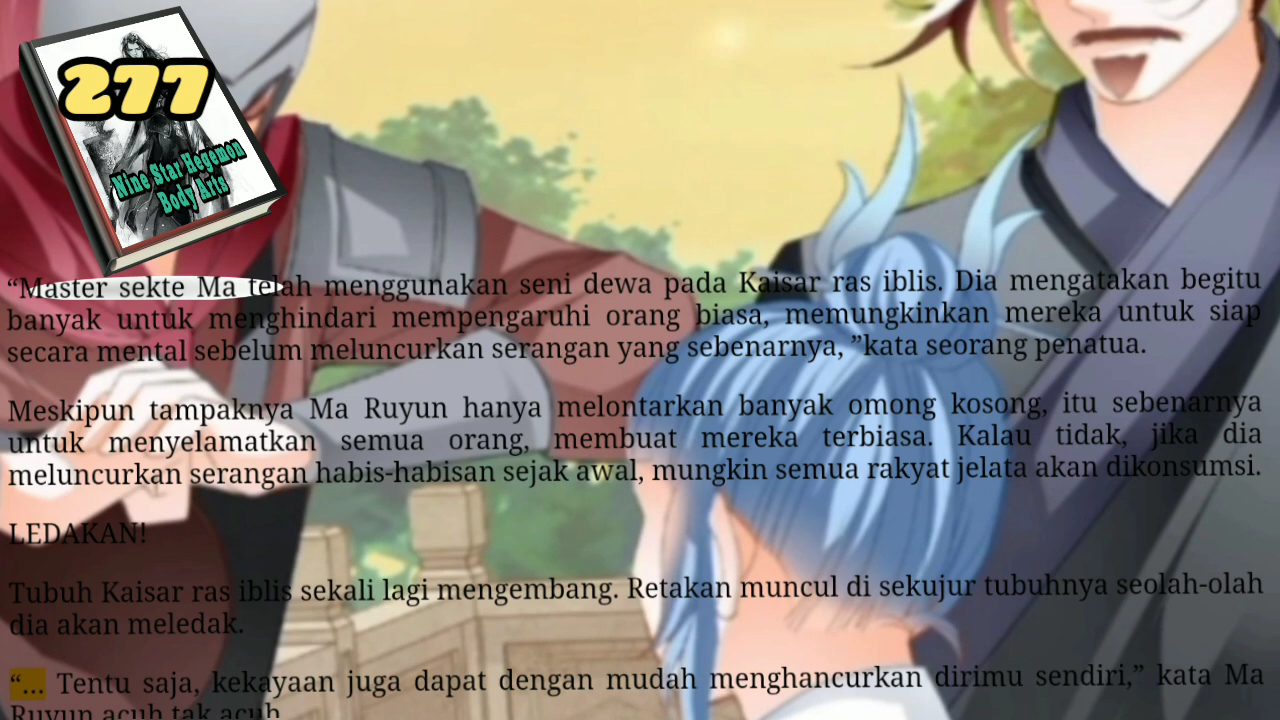 277
Nine Star Hegemon
Body Arts
“Master sekte Ma telah menggunakan seni dewa pada Kaisar ras iblis. Dia mengatakan begitu
banyak untuk menghindari mempengaruhi orang biasa, memungkinkan mereka untuk siap
secara mental sebelum meluncurkan serangan yang sebenarnya, ”kata seorang penatua.
Meskipun tampaknya Ma Ruyun hanya melontarkan banyak omong kosong, itu sebenarnya
untuk menyelamatkan semua orang, membuat mereka terbiasa. Kalau tidak, jika dia
meluncurkan serangan habis-habisan sejak awal, mungkin semua rakyat jelata akan dikonsumsi.
LEDAKAN!
Tubuh Kaisar ras iblis sekali lagi mengembang. Retakan muncul di sekujur tubuhnya seolah-olah
dia akan meledak.
“... Tentu saja, kekayaan juga dapat dengan mudah menghancurkan dirimu sendiri,” kata Ma
Ruyun acuh tak acuh